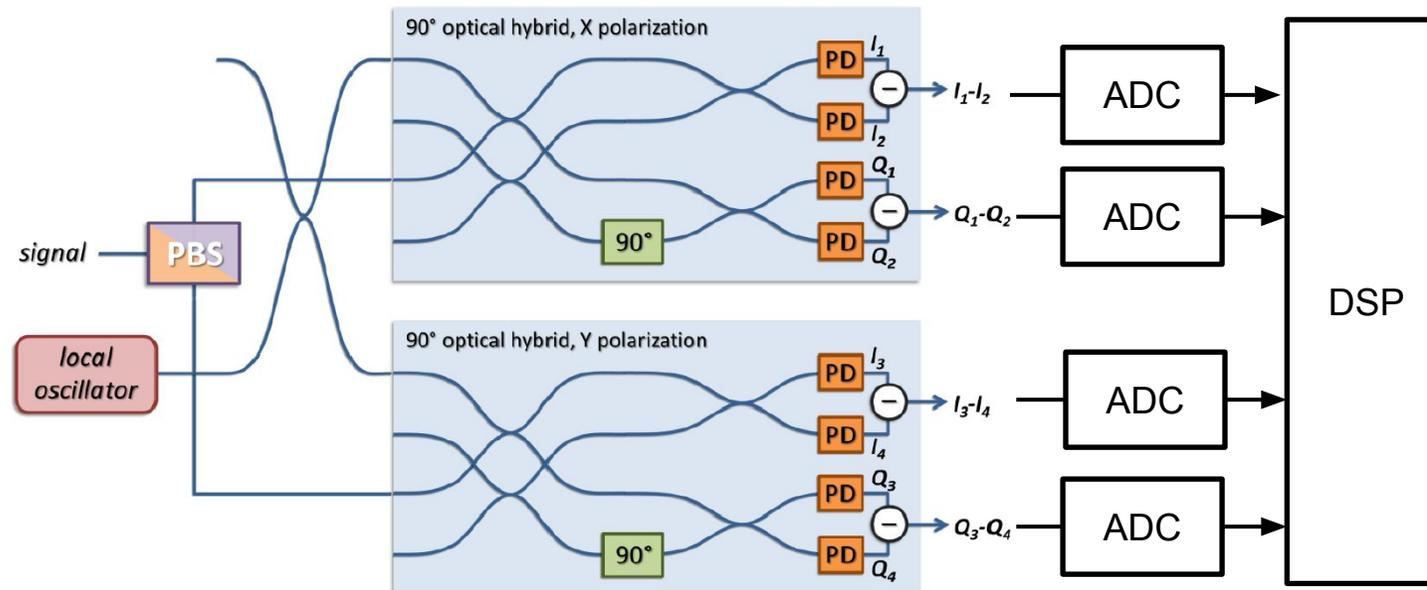 90° optical hybrid, X polarization
PD
I1
I1-I2
ADC
PD
I2
PD
Q1
Q1-Q2
ADC
90°
PD
Q2
signal
PBS
DSP
local
oscillator
90° optical hybrid, Y polarization
PD
I3
I3-I4
ADC
PD
I4
PD
Q3
Q3-Q4
ADC
90°
PD
Q4